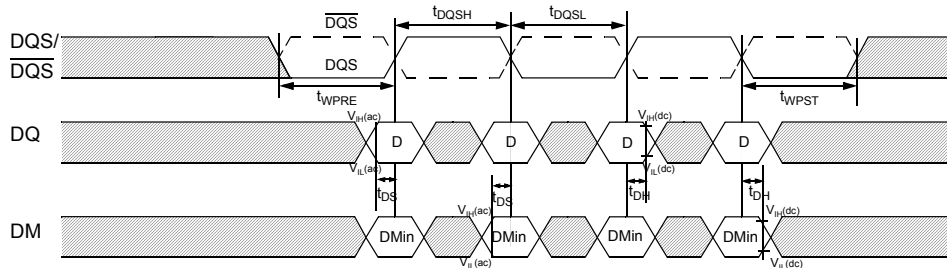 DQS tDQSH tDQSL
DQS/
DQS DQS
tWPRE tWPST
VIH(ac) VIH(dc)
DQ D D D D
VIL(ac) VIL(dc)
tDS tDS tDH tDH
VIH(ac) VIH(dc)
DM DMin DMin DMin DMin
VIL(ac) VIL(dc)